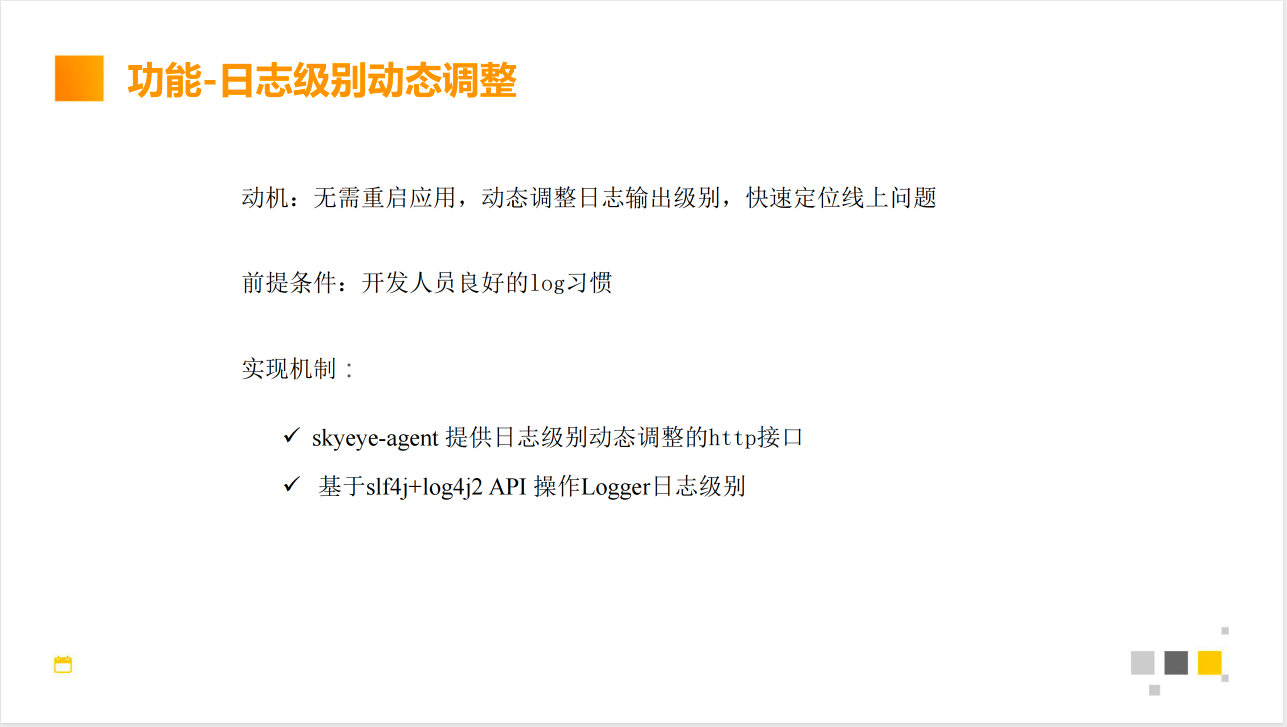 功能-日志级别动态调整
动机：无需重启应用，动态调整日志输出级别，快速定位线上问题
前提条件：开发人员良好的log习惯
实现机制：
✓ skyeye-agent 提供日志级别动态调整的http接口
✓ 基于slf4j+log4j2 API 操作Logger日志级别